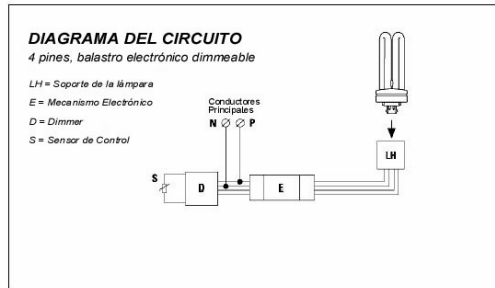 DIAGRAMA DEL CIRCUITO
4 pines, balastro electrónico dimmeable
LH = Soporte de la lámpara
E = Mecanismo Electrónico
D = Dimmer
S = Sensor de Control
Conductores
Principales
N P
LH
S
D
E